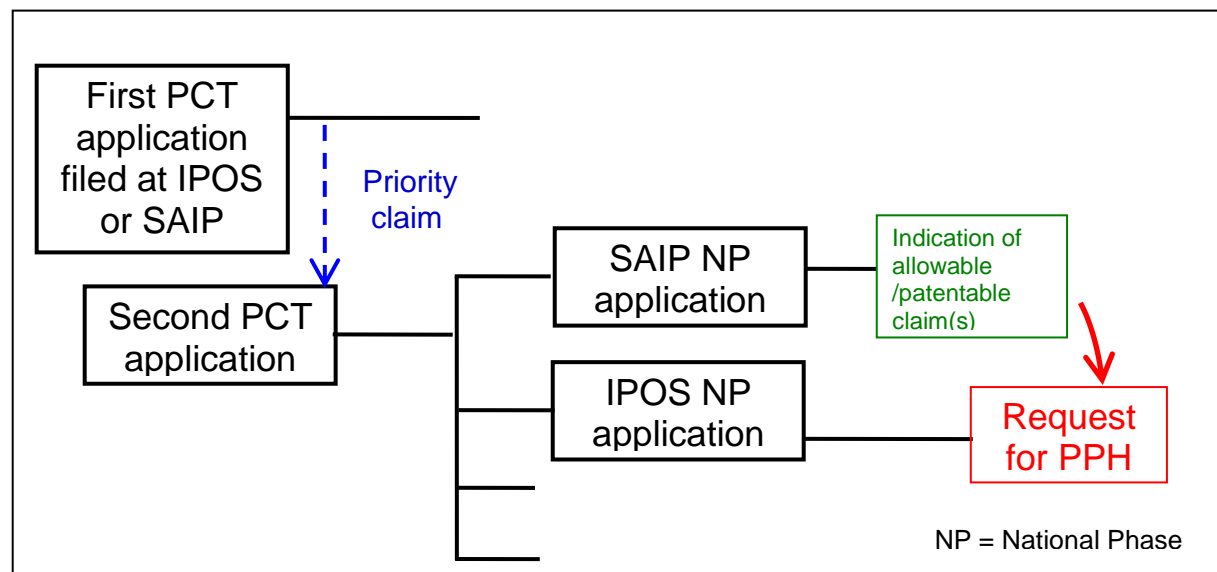 First PCT
application
filed at IPOS
or SAIP
Priority
claim
Second PCT
application
SAIP NP
application
Indication of
allowable
/patentable
claim(s)
IPOS NP
application
Request
for PPH
NP = National Phase